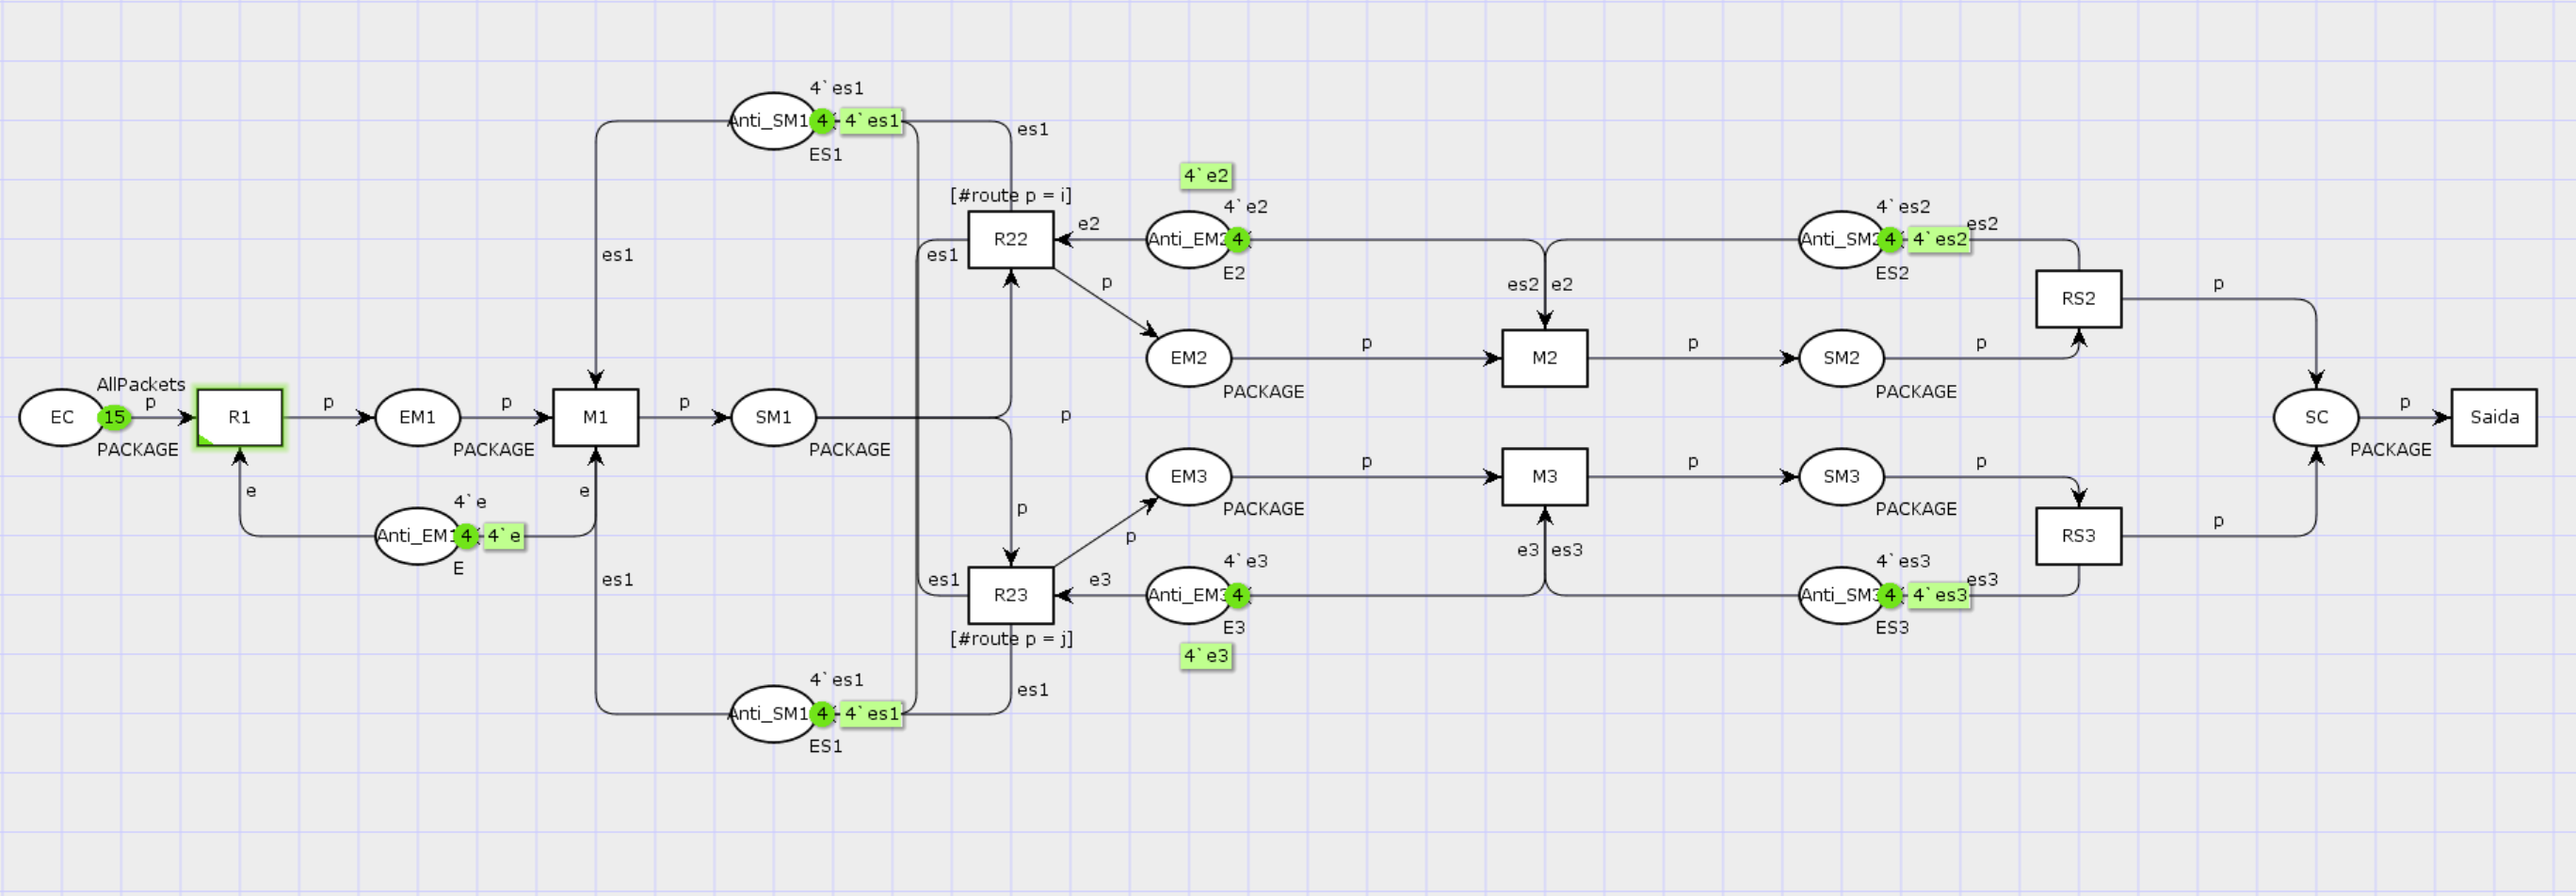 4`es1
Anti_SM1 4 4`es1
es1
ES1
4`e2
[#route p = i]
4`e2
4`es2
e2
es2
R22
Anti_EM2 4
Anti_SM2 4 4`es2
es1
es1
E2
ES2
p
es2 e2
p
RS2
p
p
p
EM2
M2
SM2
AllPackets
PACKAGE
PACKAGE
p
p
p
p
p
p
EC 15
R1
EM1
M1
SM1
SC
Saida
PACKAGE
PACKAGE
PACKAGE
PACKAGE
p
p
p
EM3
M3
SM3
e
e
4`e
p
PACKAGE
PACKAGE
p
Anti_EM1 4 4`e
p
RS3
e3 es3
E
4`e3
4`es3
es1
es1
e3
es3
R23
Anti_EM3 4
Anti_SM3 4 4`es3
E3
ES3
[#route p = j]
4`e3
4`es1
es1
Anti_SM1 4 4`es1
ES1